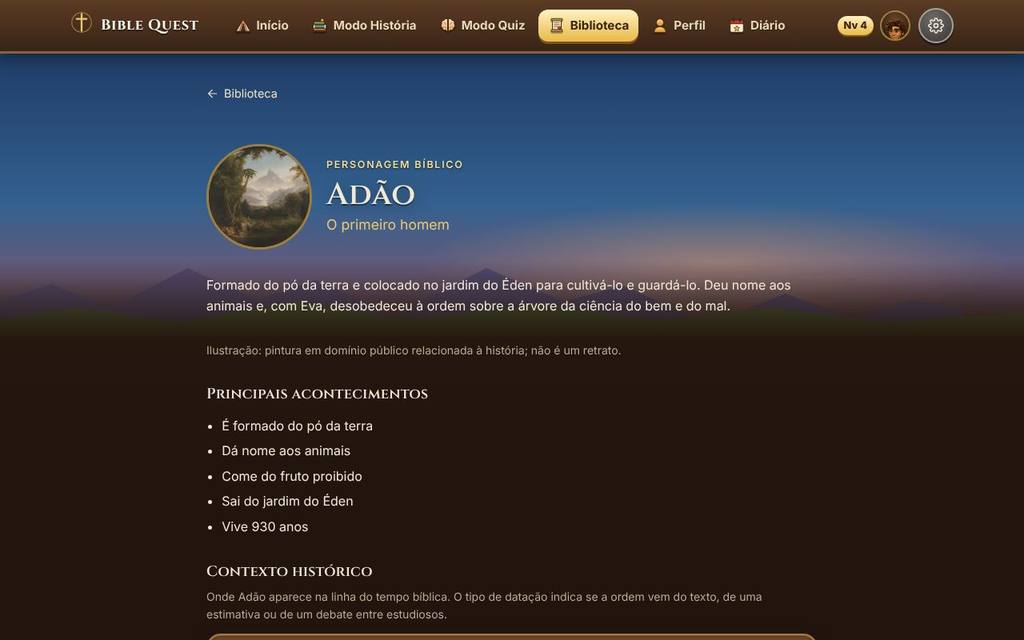 Bible Quest
Início
Modo História
Modo Quiz
Biblioteca
Perfil
Diário
Nv 4
← Biblioteca
PERSONAGEM BÍBLICO
Adão
O primeiro homem
Formado do pó da terra e colocado no jardim do Éden para cultivá-lo e guardá-lo. Deu nome aos
animais e, com Eva, desobedeceu à ordem sobre a árvore da ciência do bem e do mal.
Ilustração: pintura em domínio público relacionada à história; não é um retrato.
Principais acontecimentos
• É formado do pó da terra
• Dá nome aos animais
• Come do fruto proibido
• Sai do jardim do Éden
• Vive 930 anos
Contexto histórico
Onde Adão aparece na linha do tempo bíblica. O tipo de datação indica se a ordem vem do texto, de uma
estimativa ou de um debate entre estudiosos.